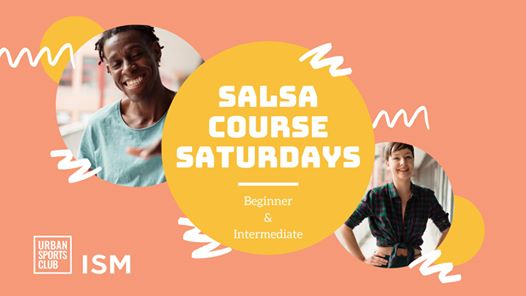 SALSA
COURSE
SATURDAYS
Beginner
&
Intermediate
URBAN
SPORTS
CLUB
ISM